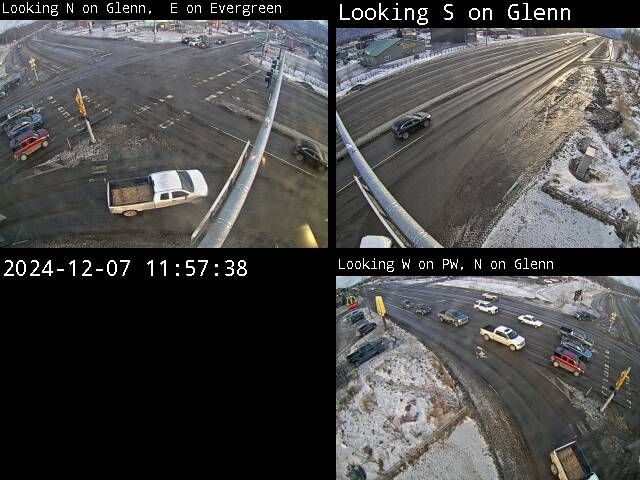 Looking N on Glenn,  E on Evergreen
Looking S on Glenn
2024-12-07 11:57:38
Looking W on PW, N on Glenn